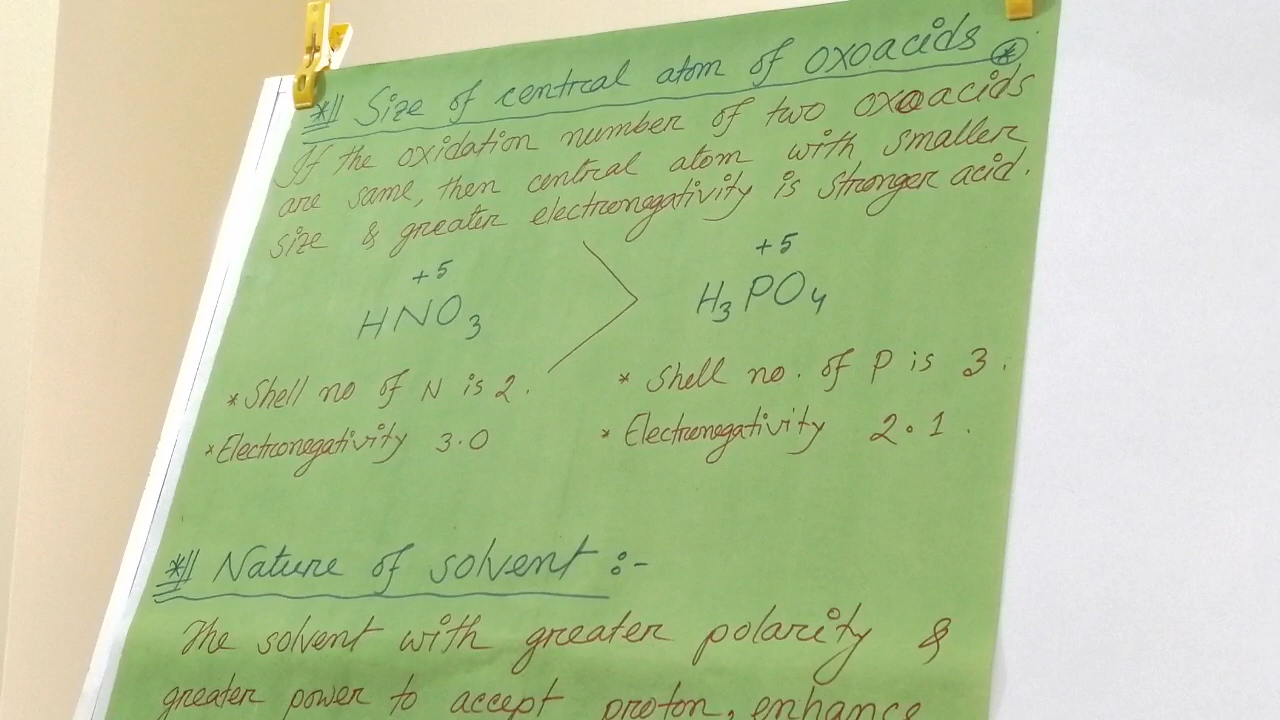 *|| Size of central atom of oxoacids *
If the oxidation number of two oxoacids
are same, then central atom with smaller
size & greater electronegativity is stronger acid.
+5 +5
HNO₃ > H₃PO₄
* Shell no of N is 2. * Shell no. of P is 3.
* Electronegativity 3.0 * Electronegativity 2.1.
*|| Nature of solvent :-
The solvent with greater polarity &
greater power to accept proton, enhance